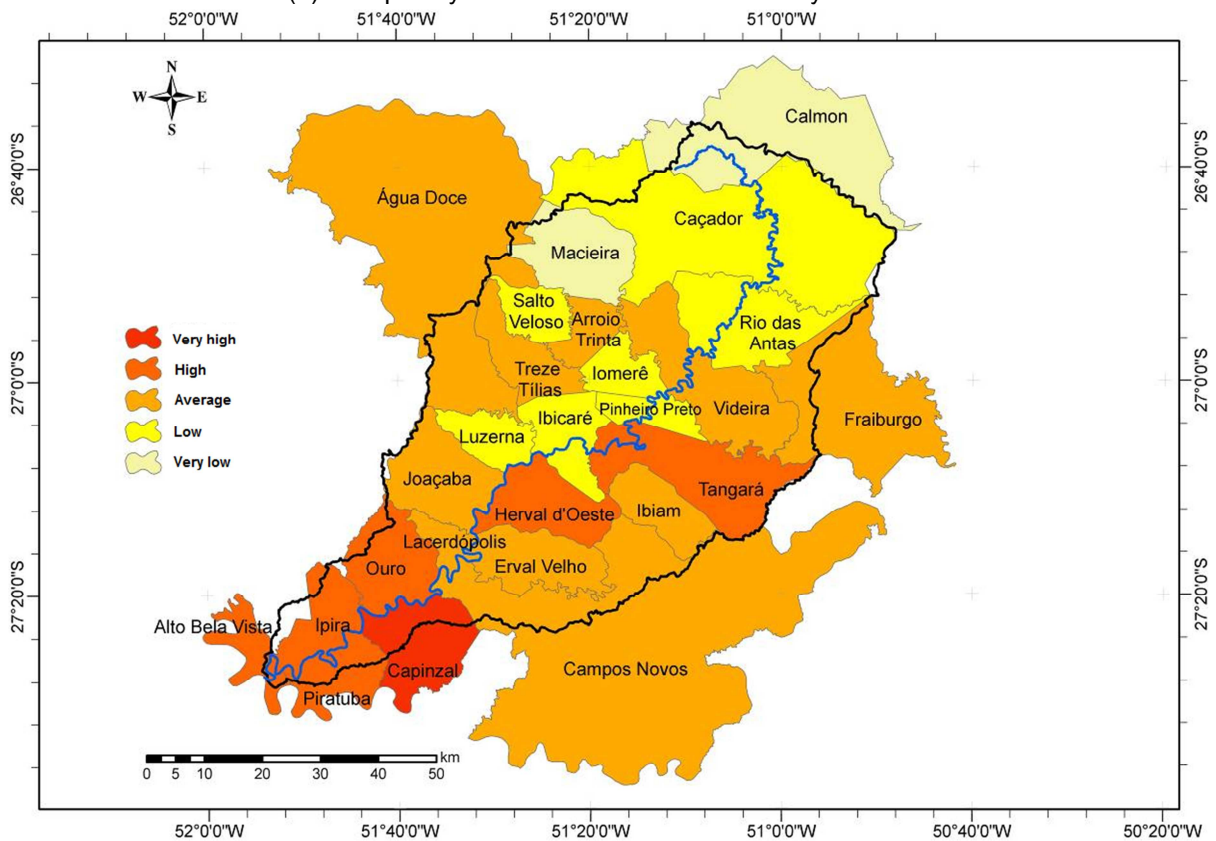 52°0'0"W 51°40'0"W 51°20'0"W 51°0'0"W
N
W E
S
Calmon
26°40'0"S 26°40'0"S
Água Doce
Caçador
Macieira
Salto
Veloso
Arroio
Trinta
Rio das
Antas
Very high
High
Average
Low
Very low
27°0'0"S 27°0'0"S
Treze
Tílias
Iomerê
Ibicaré
Pinheiro Preto
Videira
Fraiburgo
Luzerna
Joaçaba
Tangará
Herval d'Oeste
Ibiam
Lacerdópolis
Ouro
Erval Velho
27°20'0"S 27°20'0"S
Alto Bela Vista
Ipira
Capinzal
Campos Novos
Piratuba
km
0 5 10 20 30 40 50
52°0'0"W 51°40'0"W 51°20'0"W 51°0'0"W 50°40'0"W 50°20'0"W